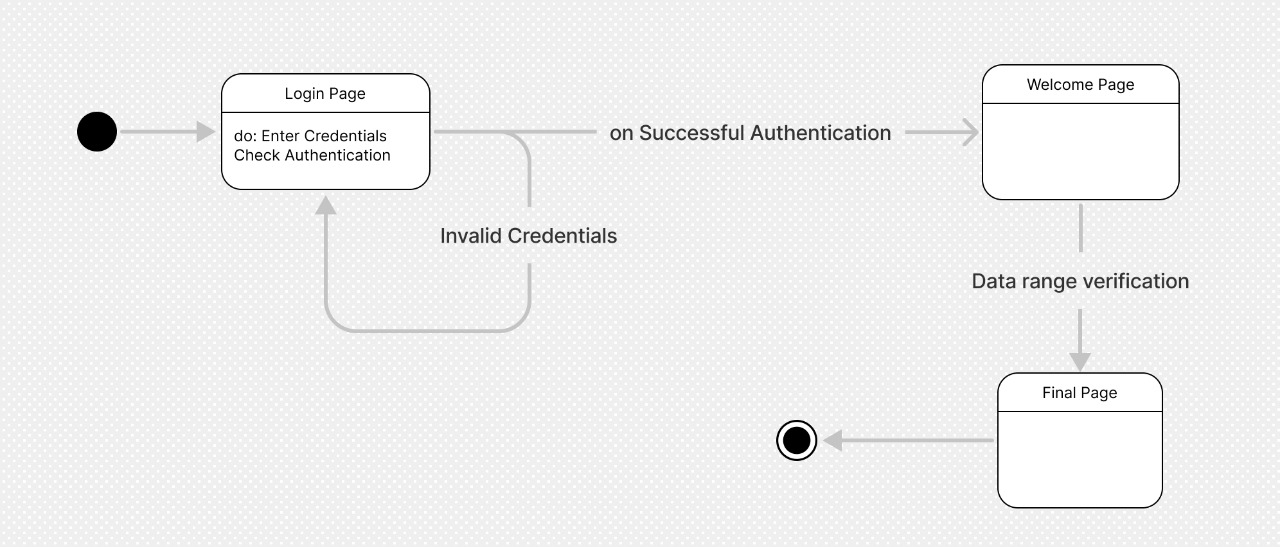 Login Page
do: Enter Credentials
Check Authentication
on Successful Authentication
Welcome Page
Invalid Credentials
Data range verification
Final Page